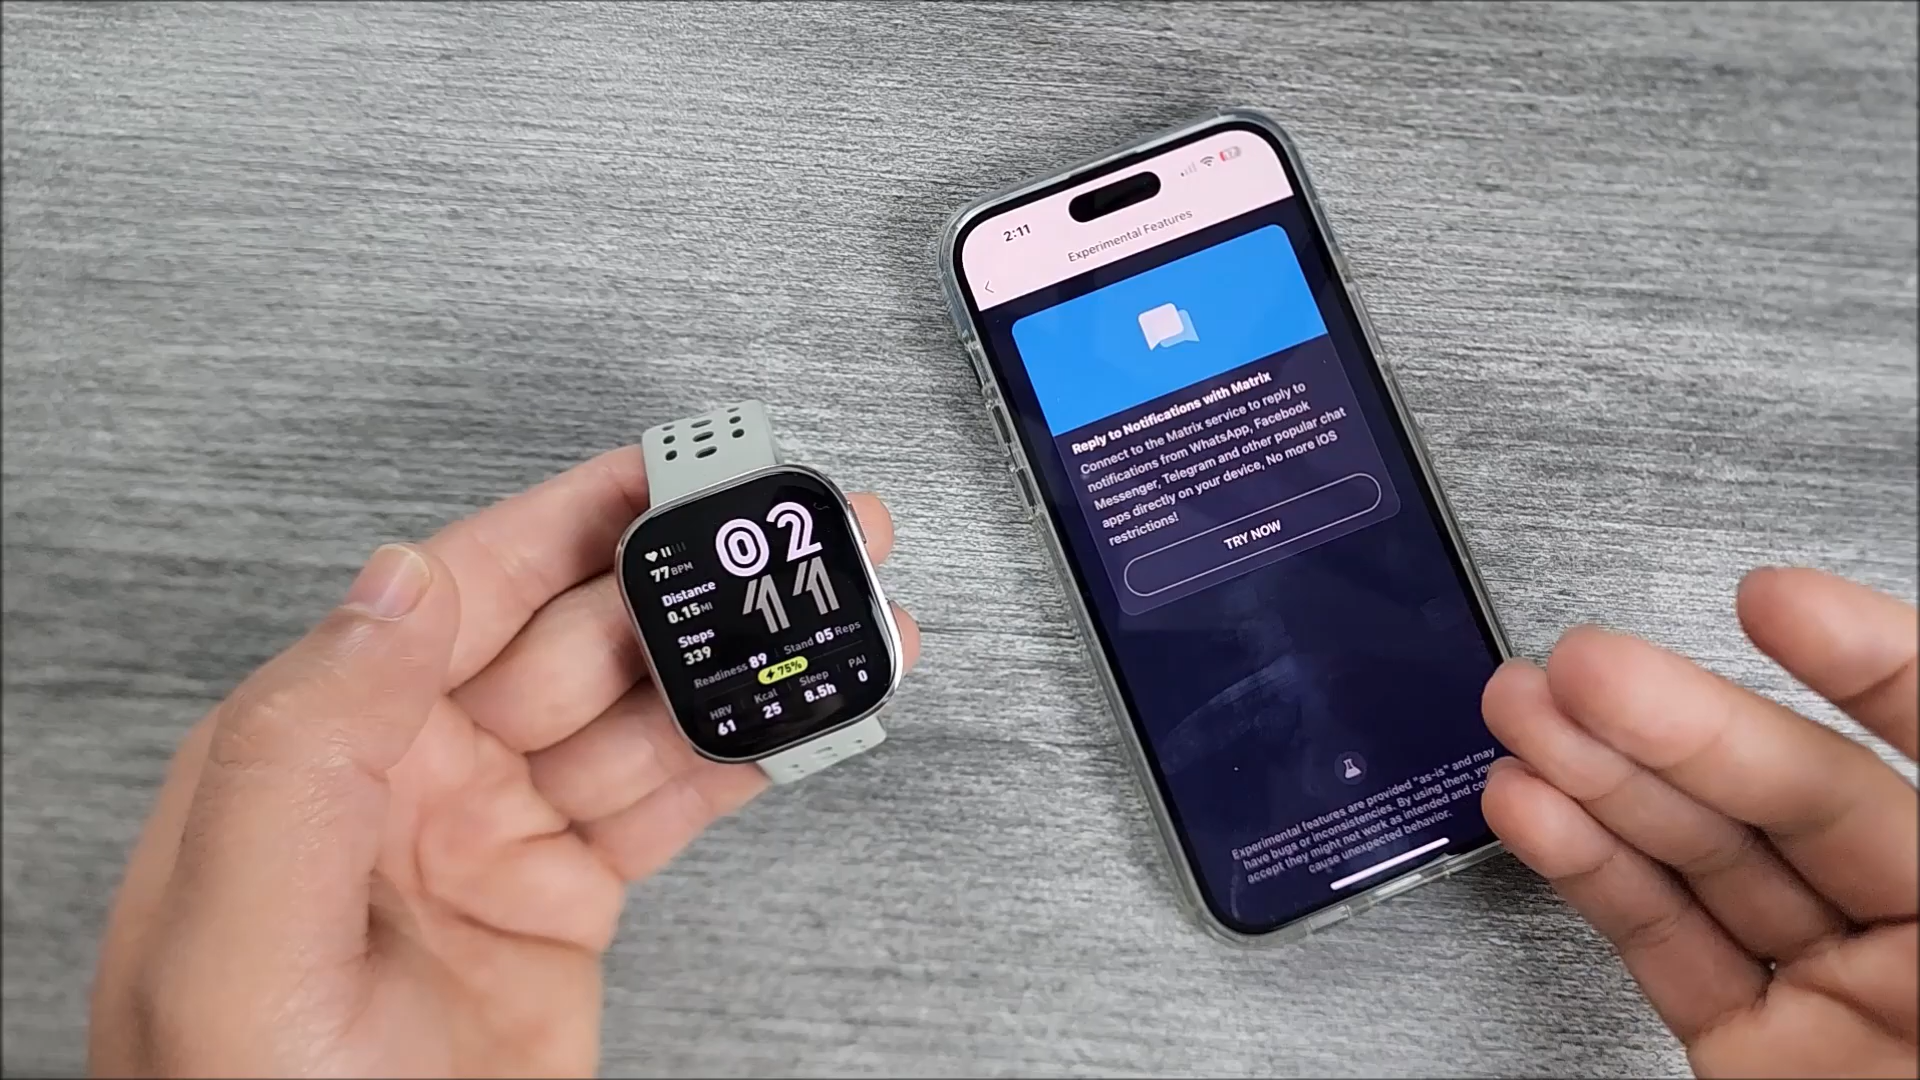 02
11
77 BPM
Distance
0.15 MI
Steps
339
Readiness 89
Stand 05 Reps
75%
HRV
61
Kcal
25
Sleep
8.5h
PAI
0
2:11
Experimental Features
Reply to Notifications with Matrix
Connect to the Matrix service to reply to
notifications from WhatsApp, Facebook
Messenger, Telegram and other popular chat
apps directly on your device, No more iOS
restrictions!
TRY NOW
Experimental features are provided "as-is" and may
have bugs or inconsistencies. By using them, you
accept they might not work as intended and
cause unexpected behavior.